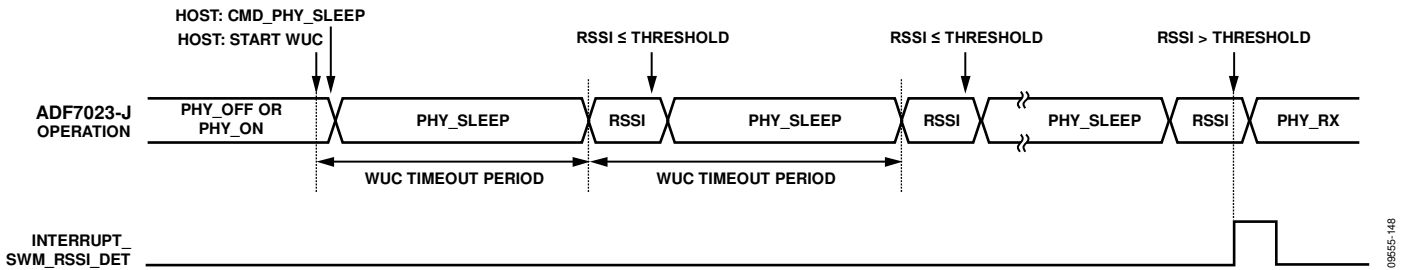 HOST: CMD_PHY_SLEEP
HOST: START WUC
RSSI ≤ THRESHOLD
RSSI ≤ THRESHOLD
RSSI > THRESHOLD
ADF7023-J
OPERATION
PHY_OFF OR
PHY_ON
PHY_SLEEP
RSSI
PHY_SLEEP
RSSI
PHY_SLEEP
RSSI
PHY_RX
WUC TIMEOUT PERIOD
WUC TIMEOUT PERIOD
INTERRUPT_
SWM_RSSI_DET
09555-148